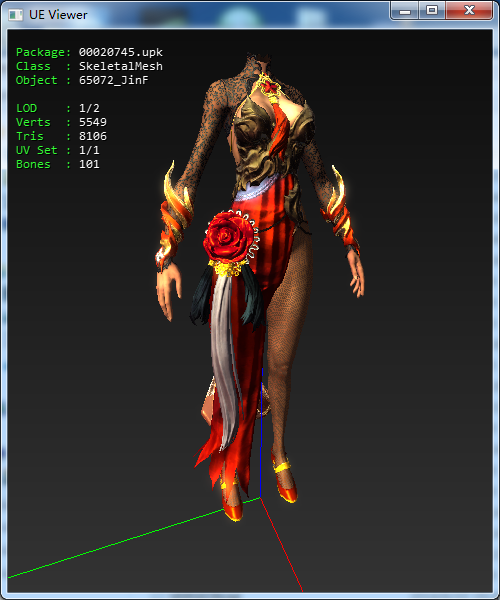 UE Viewer
Package: 00020745.upk
Class : SkeletalMesh
Object : 65072_JinF
LOD : 1/2
Verts : 5549
Tris : 8106
UV Set : 1/1
Bones : 101